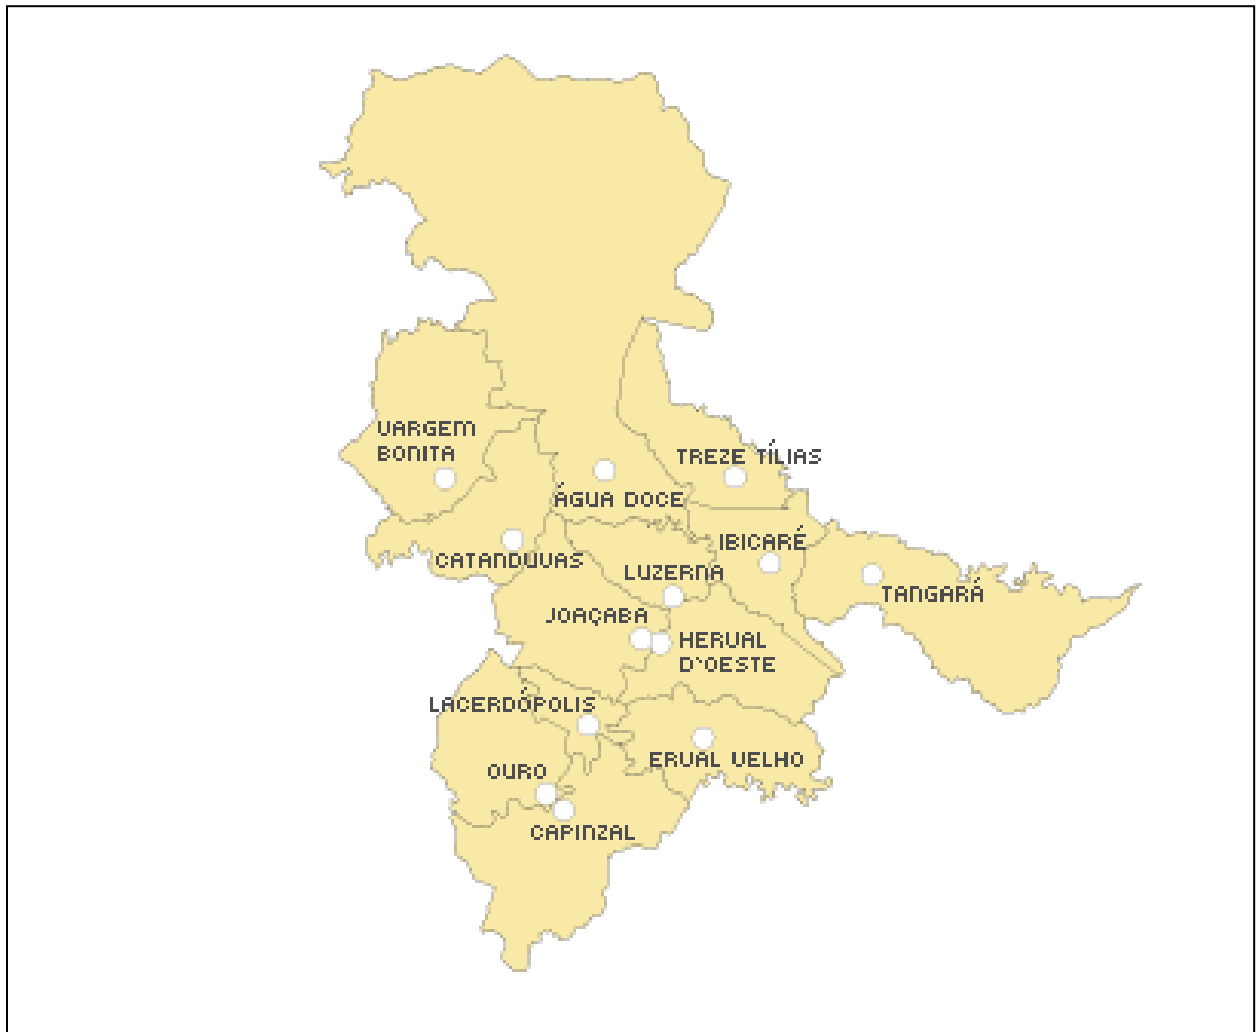 VARGEM
BONITA
TREZE TÍLIAS
ÁGUA DOCE
IBICARÉ
CATANDUVAS
LUZERNA
TANGARÁ
JOAÇABA
HERVAL
D'OESTE
LACERDÓPOLIS
ERVAL VELHO
OURO
CAPINZAL